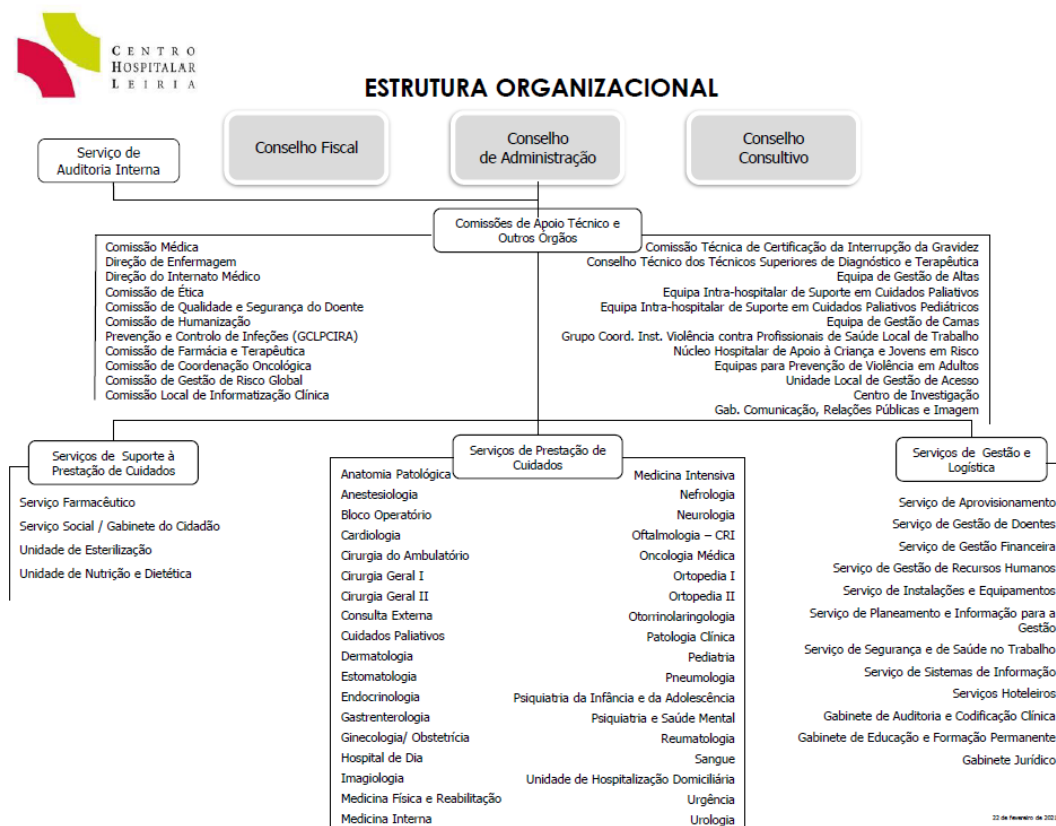 CENTRO
HOSPITALAR
LEIRIA
ESTRUTURA ORGANIZACIONAL
Serviço de
Auditoria Interna
Conselho Fiscal
Conselho
de Administração
Conselho
Consultivo
Comissões de Apoio Técnico e
Outros Órgãos
Comissão Médica
Direção de Enfermagem
Direção do Internato Médico
Comissão de Ética
Comissão de Qualidade e Segurança do Doente
Comissão de Humanização
Prevenção e Controlo de Infeções (GCLPCIRA)
Comissão de Farmácia e Terapêutica
Comissão de Coordenação Oncológica
Comissão de Gestão de Risco Global
Comissão Local de Informatização Clínica
Comissão Técnica de Certificação da Interrupção da Gravidez
Conselho Técnico dos Técnicos Superiores de Diagnóstico e Terapêutica
Equipa de Gestão de Altas
Equipa Intra-hospitalar de Suporte em Cuidados Paliativos
Equipa Intra-hospitalar de Suporte em Cuidados Paliativos Pediátricos
Equipa de Gestão de Camas
Grupo Coord. Inst. Violência contra Profissionais de Saúde Local de Trabalho
Núcleo Hospitalar de Apoio à Criança e Jovens em Risco
Equipas para Prevenção de Violência em Adultos
Unidade Local de Gestão de Acesso
Centro de Investigação
Gab. Comunicação, Relações Públicas e Imagem
Serviços de Suporte à
Prestação de Cuidados
Serviço Farmacêutico
Serviço Social / Gabinete do Cidadão
Unidade de Esterilização
Unidade de Nutrição e Dietética
Serviços de Prestação de
Cuidados
Anatomia Patológica
Anestesiologia
Bloco Operatório
Cardiologia
Cirurgia do Ambulatório
Cirurgia Geral I
Cirurgia Geral II
Consulta Externa
Cuidados Paliativos
Dermatologia
Estomatologia
Endocrinologia
Gastrenterologia
Ginecologia/ Obstetrícia
Hospital de Dia
Imagiologia
Medicina Física e Reabilitação
Medicina Interna
Medicina Intensiva
Nefrologia
Neurologia
Oftalmologia – CRI
Oncologia Médica
Ortopedia I
Ortopedia II
Otorrinolaringologia
Patologia Clínica
Pediatria
Pneumologia
Psiquiatria da Infância e da Adolescência
Psiquiatria e Saúde Mental
Reumatologia
Sangue
Unidade de Hospitalização Domiciliária
Urgência
Urologia
Serviços de Gestão e
Logística
Serviço de Aprovisionamento
Serviço de Gestão de Doentes
Serviço de Gestão Financeira
Serviço de Gestão de Recursos Humanos
Serviço de Instalações e Equipamentos
Serviço de Planeamento e Informação para a
Gestão
Serviço de Segurança e de Saúde no Trabalho
Serviço de Sistemas de Informação
Serviços Hoteleiros
Gabinete de Auditoria e Codificação Clínica
Gabinete de Educação e Formação Permanente
Gabinete Jurídico
22 de fevereiro de